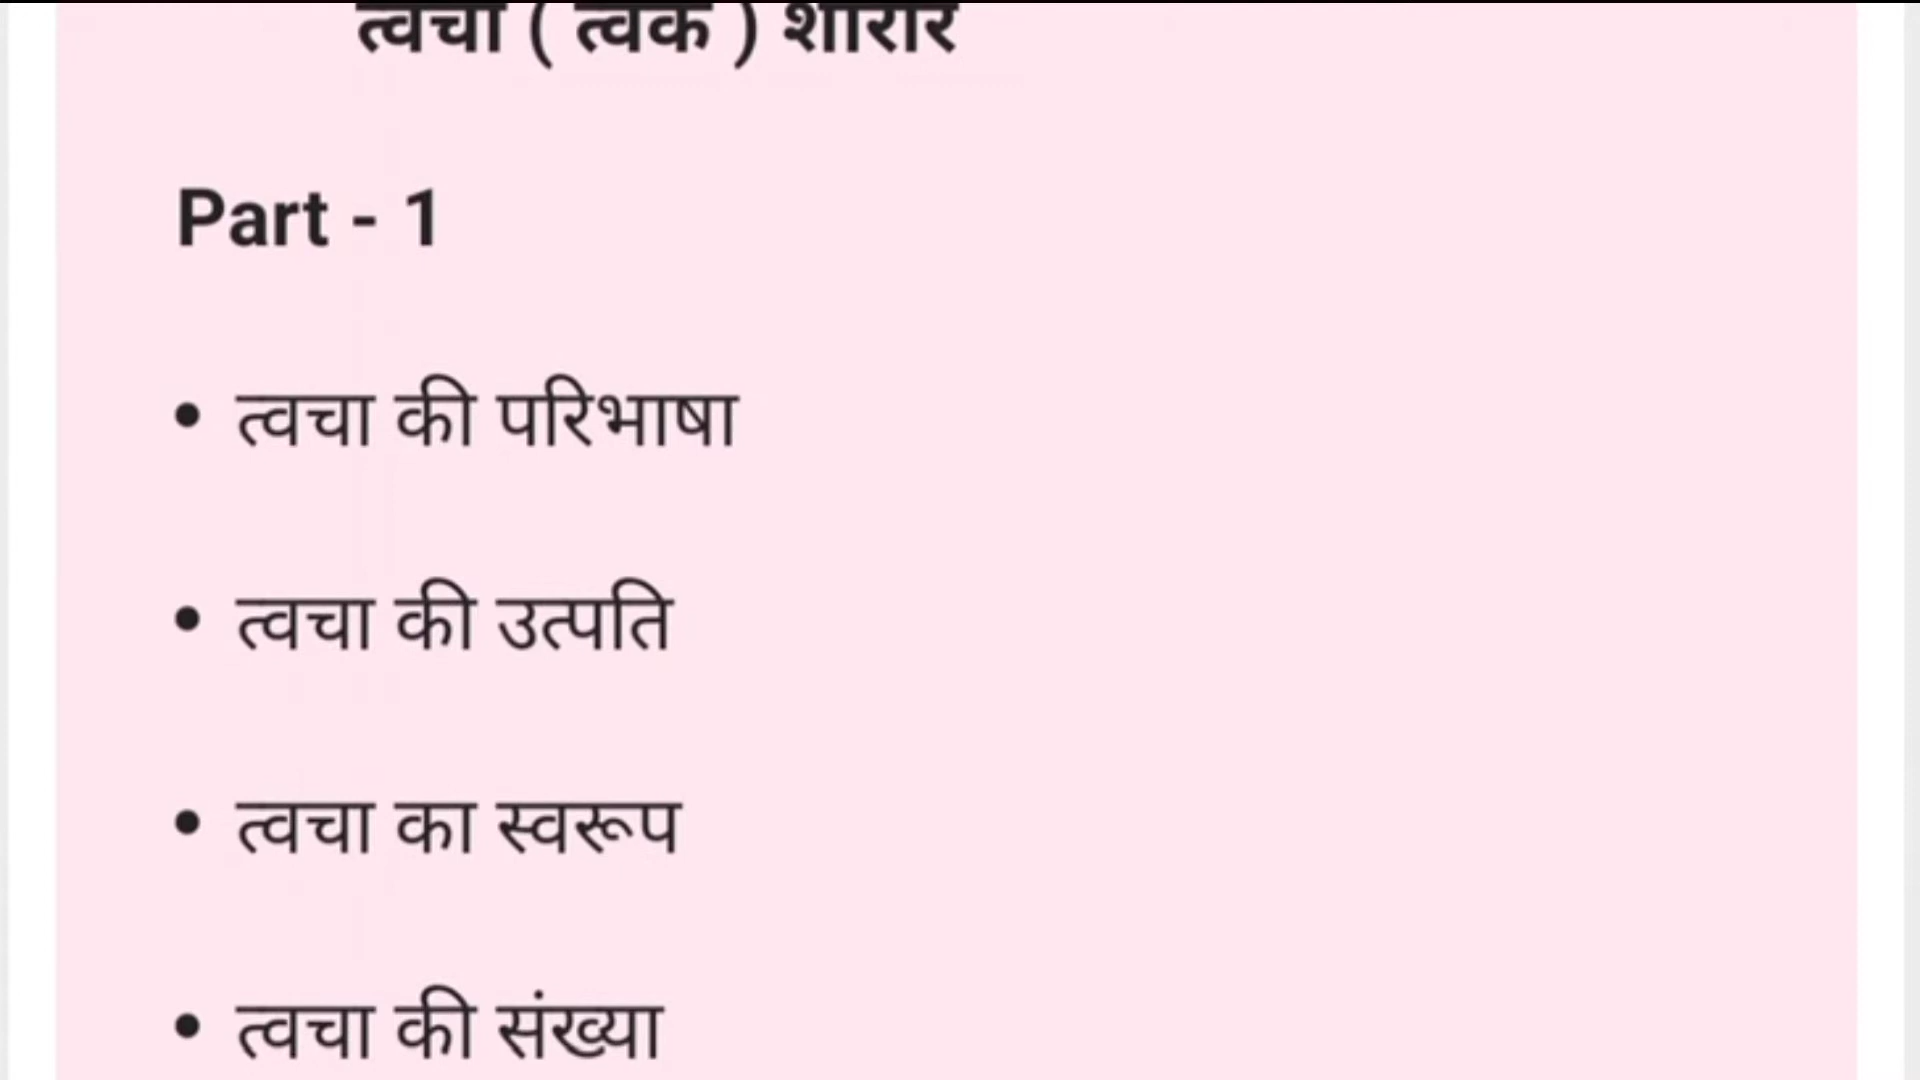 त्वचा ( त्वक ) शारीर
Part - 1
• त्वचा की परिभाषा
• त्वचा की उत्पति
• त्वचा का स्वरूप
• त्वचा की संख्या